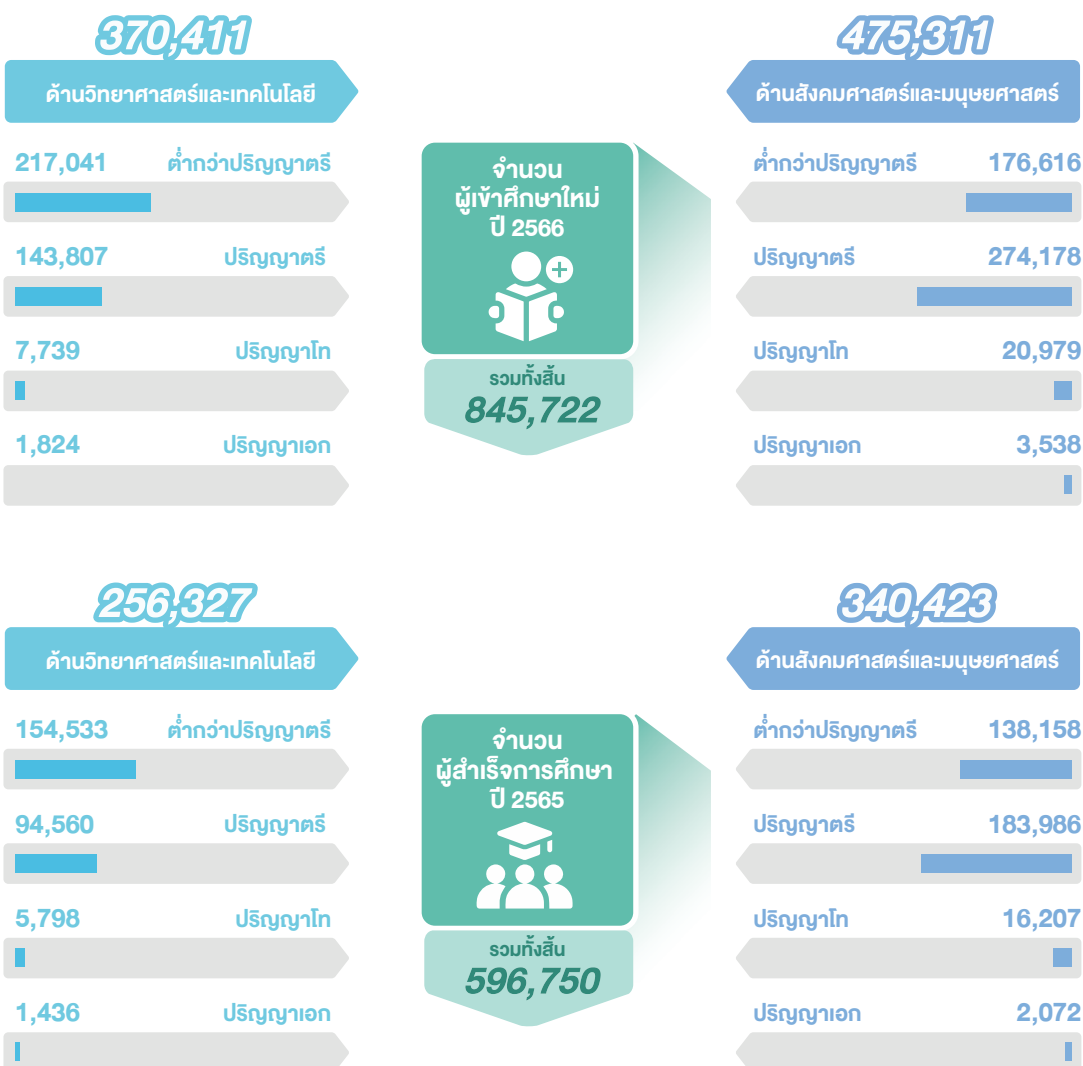 370,411
ด้านวิทยาศาสตร์และเทคโนโลยี
217,041 ต่ำกว่าปริญญาตรี
143,807 ปริญญาตรี
7,739 ปริญญาโท
1,824 ปริญญาเอก
จำนวน
ผู้เข้าศึกษาใหม่
ปี 2566
รวมทั้งสิ้น
845,722
475,311
ด้านสังคมศาสตร์และมนุษยศาสตร์
ต่ำกว่าปริญญาตรี 176,616
ปริญญาตรี 274,178
ปริญญาโท 20,979
ปริญญาเอก 3,538
256,327
ด้านวิทยาศาสตร์และเทคโนโลยี
154,533 ต่ำกว่าปริญญาตรี
94,560 ปริญญาตรี
5,798 ปริญญาโท
1,436 ปริญญาเอก
จำนวน
ผู้สำเร็จการศึกษา
ปี 2565
รวมทั้งสิ้น
596,750
340,423
ด้านสังคมศาสตร์และมนุษยศาสตร์
ต่ำกว่าปริญญาตรี 138,158
ปริญญาตรี 183,986
ปริญญาโท 16,207
ปริญญาเอก 2,072